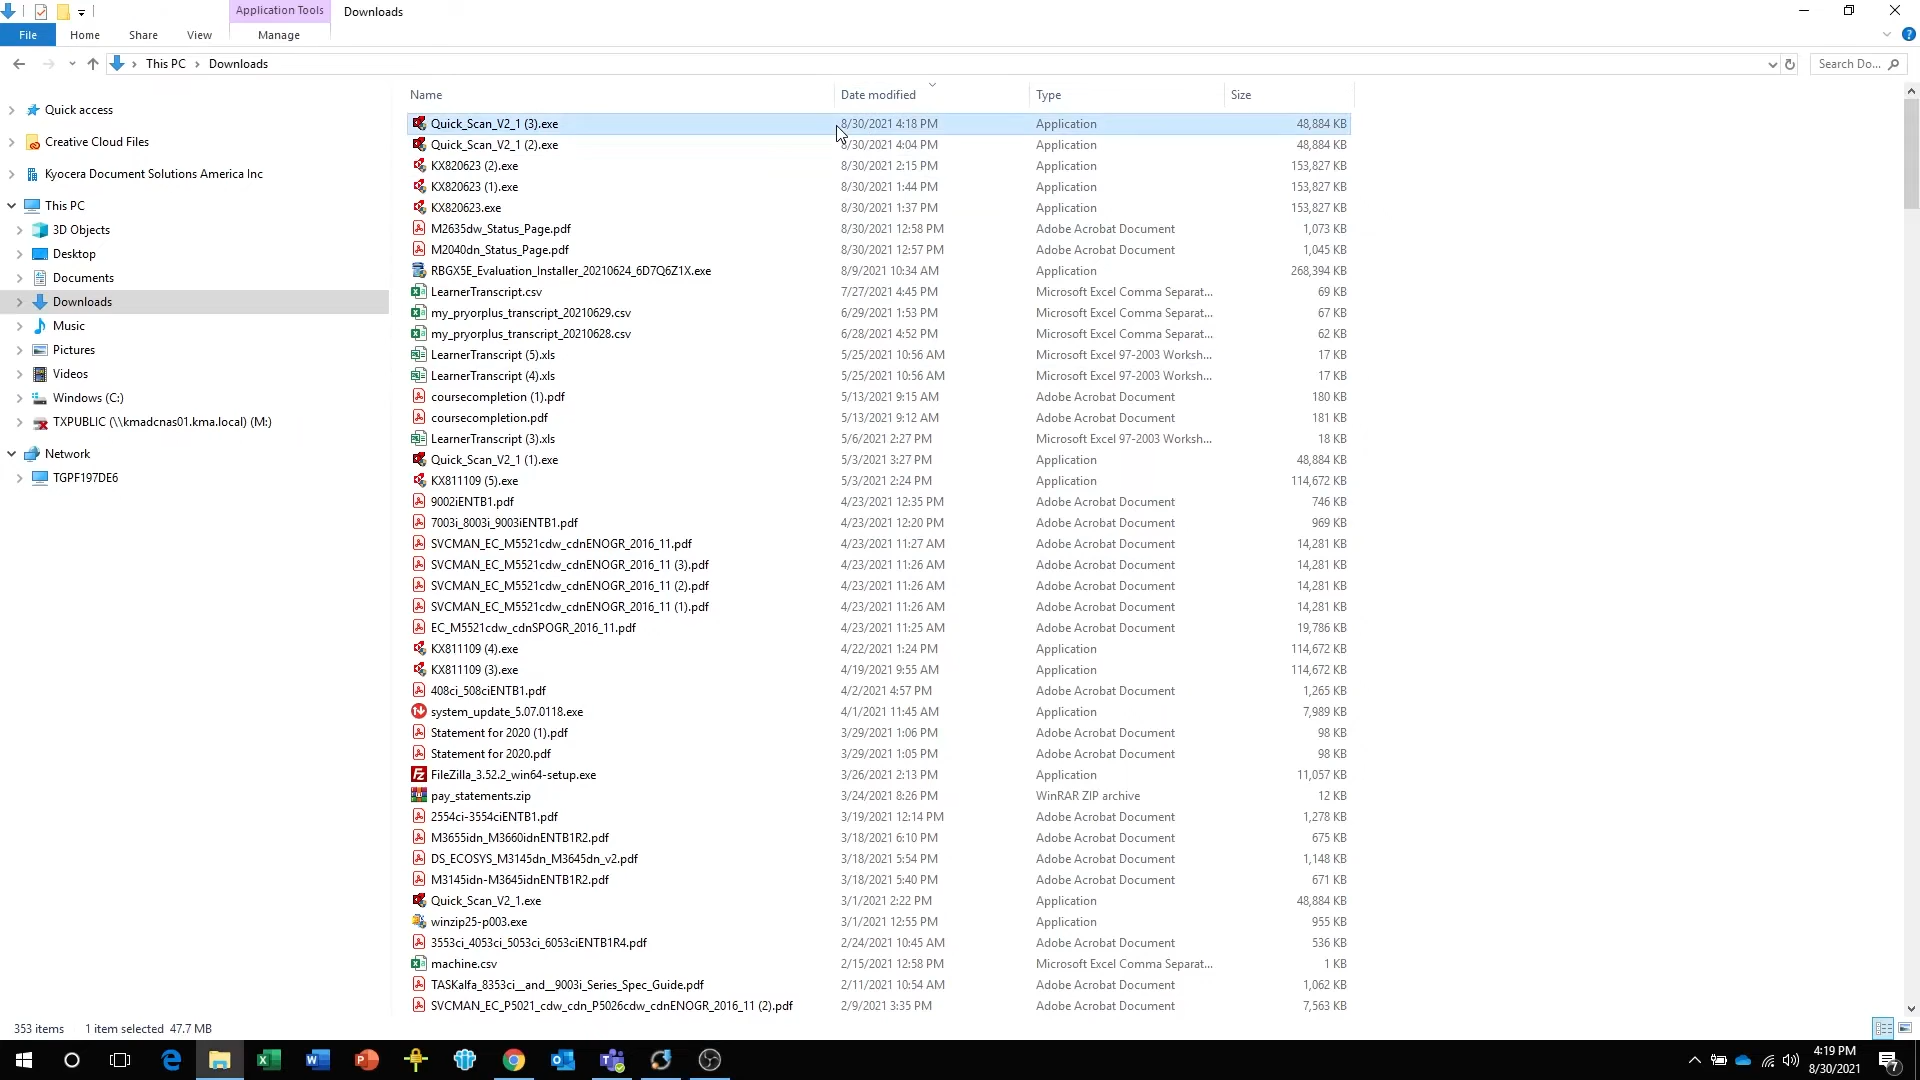 Application Tools
Downloads
File
Home
Share
View
Manage
This PC
Downloads
Search Do...
Quick access
Creative Cloud Files
Kyocera Document Solutions America Inc
This PC
3D Objects
Desktop
Documents
Downloads
Music
Pictures
Videos
Windows (C:)
TXPUBLIC (\\kmadcnas01.kma.local) (M:)
Network
TGPF197DE6
Name Date modified Type Size
Quick_Scan_V2_1 (3).exe 8/30/2021 4:18 PM Application 48,884 KB
Quick_Scan_V2_1 (2).exe 8/30/2021 4:04 PM Application 48,884 KB
KX820623 (2).exe 8/30/2021 2:15 PM Application 153,827 KB
KX820623 (1).exe 8/30/2021 1:44 PM Application 153,827 KB
KX820623.exe 8/30/2021 1:37 PM Application 153,827 KB
M2635dw_Status_Page.pdf 8/30/2021 12:58 PM Adobe Acrobat Document 1,073 KB
M2040dn_Status_Page.pdf 8/30/2021 12:57 PM Adobe Acrobat Document 1,045 KB
RBGX5E_Evaluation_Installer_20210624_6D7Q6Z1X.exe 8/9/2021 10:34 AM Application 268,394 KB
LearnerTranscript.csv 7/27/2021 4:45 PM Microsoft Excel Comma Separat... 69 KB
my_pryorplus_transcript_20210629.csv 6/29/2021 1:53 PM Microsoft Excel Comma Separat... 67 KB
my_pryorplus_transcript_20210628.csv 6/28/2021 4:52 PM Microsoft Excel Comma Separat... 62 KB
LearnerTranscript (5).xls 5/25/2021 10:56 AM Microsoft Excel 97-2003 Worksh... 17 KB
LearnerTranscript (4).xls 5/25/2021 10:56 AM Microsoft Excel 97-2003 Worksh... 17 KB
coursecompletion (1).pdf 5/13/2021 9:15 AM Adobe Acrobat Document 180 KB
coursecompletion.pdf 5/13/2021 9:12 AM Adobe Acrobat Document 181 KB
LearnerTranscript (3).xls 5/6/2021 2:27 PM Microsoft Excel 97-2003 Worksh... 18 KB
Quick_Scan_V2_1 (1).exe 5/3/2021 3:27 PM Application 48,884 KB
KX811109 (5).exe 5/3/2021 2:24 PM Application 114,672 KB
9002iENTB1.pdf 4/23/2021 12:35 PM Adobe Acrobat Document 746 KB
7003i_8003i_9003iENTB1.pdf 4/23/2021 12:20 PM Adobe Acrobat Document 969 KB
SVCMAN_EC_M5521cdw_cdnENOGR_2016_11.pdf 4/23/2021 11:27 AM Adobe Acrobat Document 14,281 KB
SVCMAN_EC_M5521cdw_cdnENOGR_2016_11 (3).pdf 4/23/2021 11:26 AM Adobe Acrobat Document 14,281 KB
SVCMAN_EC_M5521cdw_cdnENOGR_2016_11 (2).pdf 4/23/2021 11:26 AM Adobe Acrobat Document 14,281 KB
SVCMAN_EC_M5521cdw_cdnENOGR_2016_11 (1).pdf 4/23/2021 11:26 AM Adobe Acrobat Document 14,281 KB
EC_M5521cdw_cdnSPOGR_2016_11.pdf 4/23/2021 11:25 AM Adobe Acrobat Document 19,786 KB
KX811109 (4).exe 4/22/2021 1:24 PM Application 114,672 KB
KX811109 (3).exe 4/19/2021 9:55 AM Application 114,672 KB
408ci_508ciENTB1.pdf 4/2/2021 4:57 PM Adobe Acrobat Document 1,265 KB
system_update_5.07.0118.exe 4/1/2021 11:45 AM Application 7,989 KB
Statement for 2020 (1).pdf 3/29/2021 1:06 PM Adobe Acrobat Document 98 KB
Statement for 2020.pdf 3/29/2021 1:05 PM Adobe Acrobat Document 98 KB
FileZilla_3.52.2_win64-setup.exe 3/26/2021 2:13 PM Application 11,057 KB
pay_statements.zip 3/24/2021 8:26 PM WinRAR ZIP archive 12 KB
2554ci-3554ciENTB1.pdf 3/19/2021 12:14 PM Adobe Acrobat Document 1,278 KB
M3655idn_M3660idnENTB1R2.pdf 3/18/2021 6:10 PM Adobe Acrobat Document 675 KB
DS_ECOSYS_M3145dn_M3645dn_v2.pdf 3/18/2021 5:54 PM Adobe Acrobat Document 1,148 KB
M3145idn-M3645idnENTB1R2.pdf 3/18/2021 5:40 PM Adobe Acrobat Document 671 KB
Quick_Scan_V2_1.exe 3/1/2021 2:22 PM Application 48,884 KB
winzip25-p003.exe 3/1/2021 12:55 PM Application 955 KB
3553ci_4053ci_5053ci_6053ciENTB1R4.pdf 2/24/2021 10:45 AM Adobe Acrobat Document 536 KB
machine.csv 2/15/2021 12:58 PM Microsoft Excel Comma Separat... 1 KB
TASKalfa_8353ci__and__9003i_Series_Spec_Guide.pdf 2/11/2021 10:54 AM Adobe Acrobat Document 1,062 KB
SVCMAN_EC_P5021_cdw_cdn_P5026cdw_cdnENOGR_2016_11 (2).pdf 2/9/2021 3:35 PM Adobe Acrobat Document 7,563 KB
353 items 1 item selected 47.7 MB
4:19 PM
8/30/2021
7